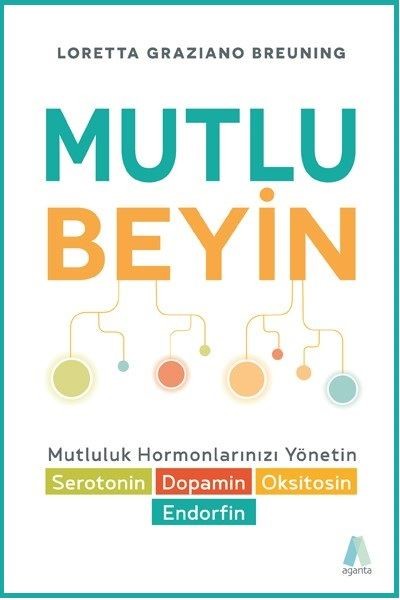 LORETTA GRAZIANO BREUNING
MUTLU
BEYİN
Mutluluk Hormonlarınızı Yönetin
Serotonin Dopamin Oksitosin
Endorfin
aganta